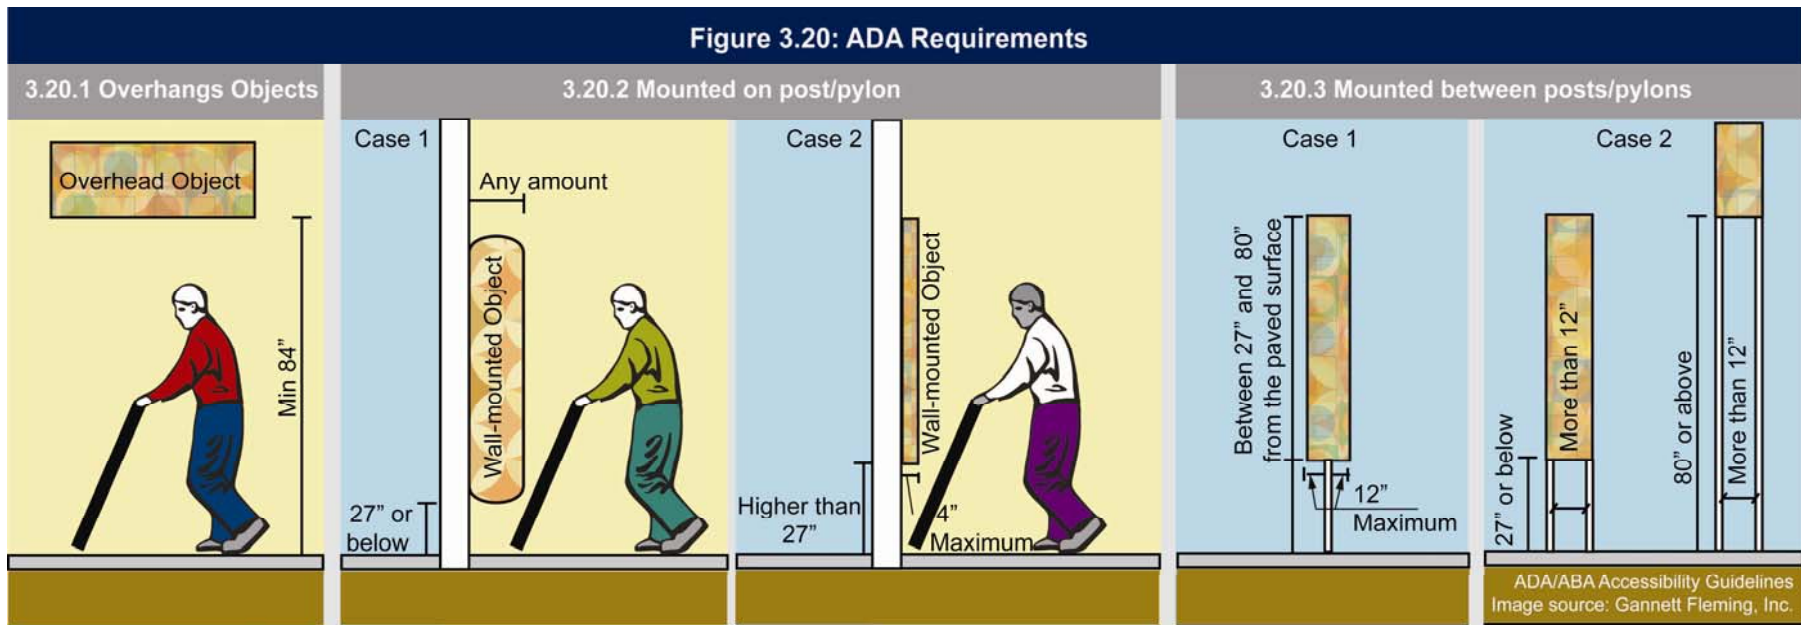 Figure 3.20: ADA Requirements
3.20.1 Overhangs Objects
Overhead Object
Min 84”
3.20.2 Mounted on post/pylon
Case 1
Any amount
Wall-mounted Object
27” or
below
Case 2
Wall-mounted Object
Higher than
27”
4”
Maximum
3.20.3 Mounted between posts/pylons
Case 1
Between 27” and 80”
from the paved surface
12”
Maximum
Case 2
More than 12”
27” or below
80” or above
More than 12”
ADA/ABA Accessibility Guidelines
Image source: Gannett Fleming, Inc.